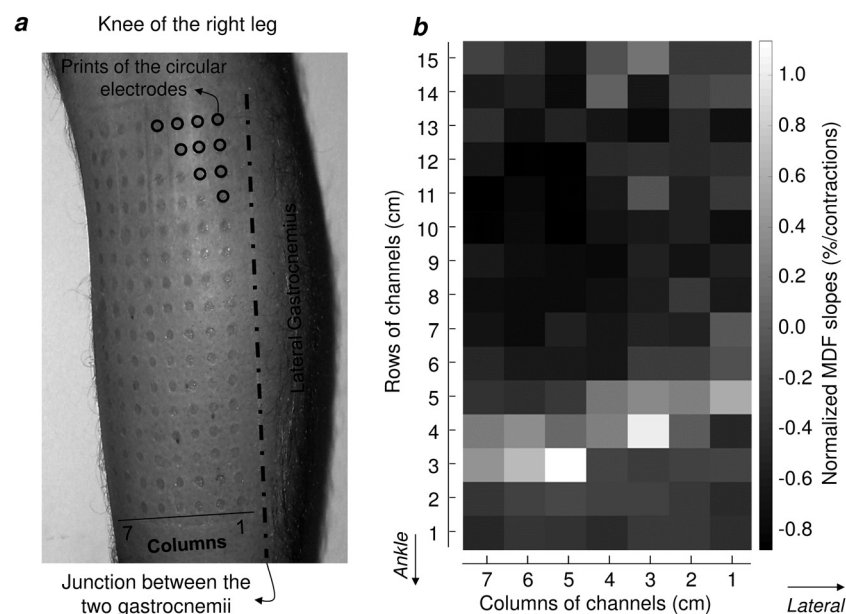 a
Knee of the right leg
Prints of the circular
electrodes
Lateral Gastrocnemius
7
1
Columns
Junction between the
two gastrocnemii
b
15
14
13
12
11
10
9
8
7
6
5
4
3
2
1
Rows of channels (cm)
Ankle
7 6 5 4 3 2 1
Columns of channels (cm)
Lateral
1.0
0.8
0.6
0.4
0.2
0.0
-0.2
-0.4
-0.6
-0.8
Normalized MDF slopes (%/contractions)